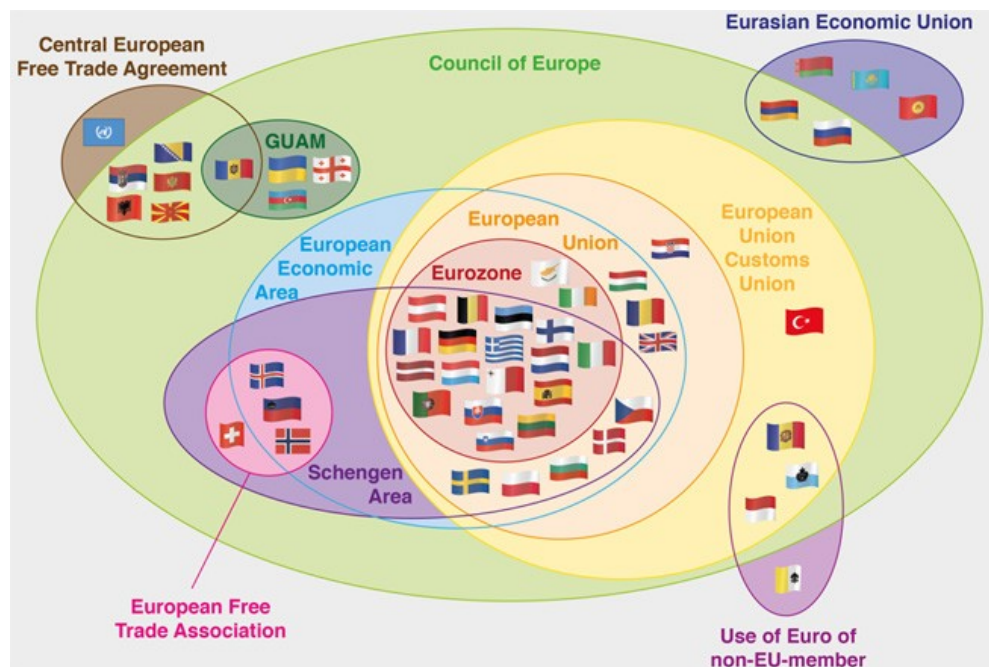 Central European
Free Trade Agreement
Eurasian Economic Union
Council of Europe
GUAM
European
Economic
Area
European
Union
Eurozone
European
Union
Customs
Union
Schengen
Area
European Free
Trade Association
Use of Euro of
non-EU-member